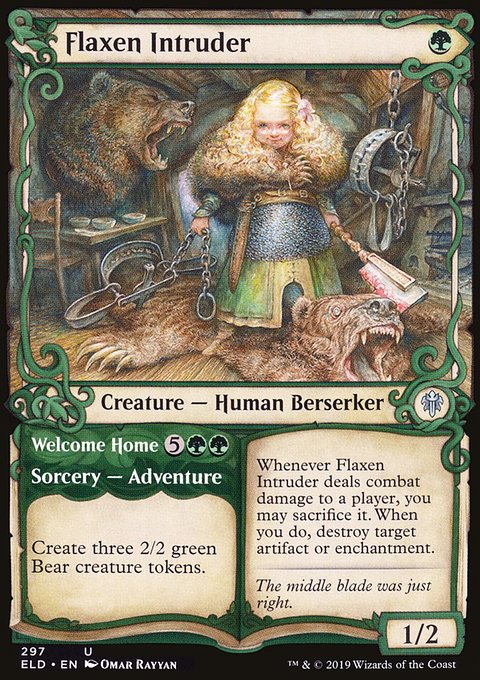 Flaxen Intruder
Creature — Human Berserker
Welcome Home 5
Sorcery — Adventure
Create three 2/2 green
Bear creature tokens.
Whenever Flaxen
Intruder deals combat
damage to a player, you
may sacrifice it. When
you do, destroy target
artifact or enchantment.
The middle blade was just
right.
1/2
297 U
ELD • EN Omar Rayyan
™ & © 2019 Wizards of the Coast